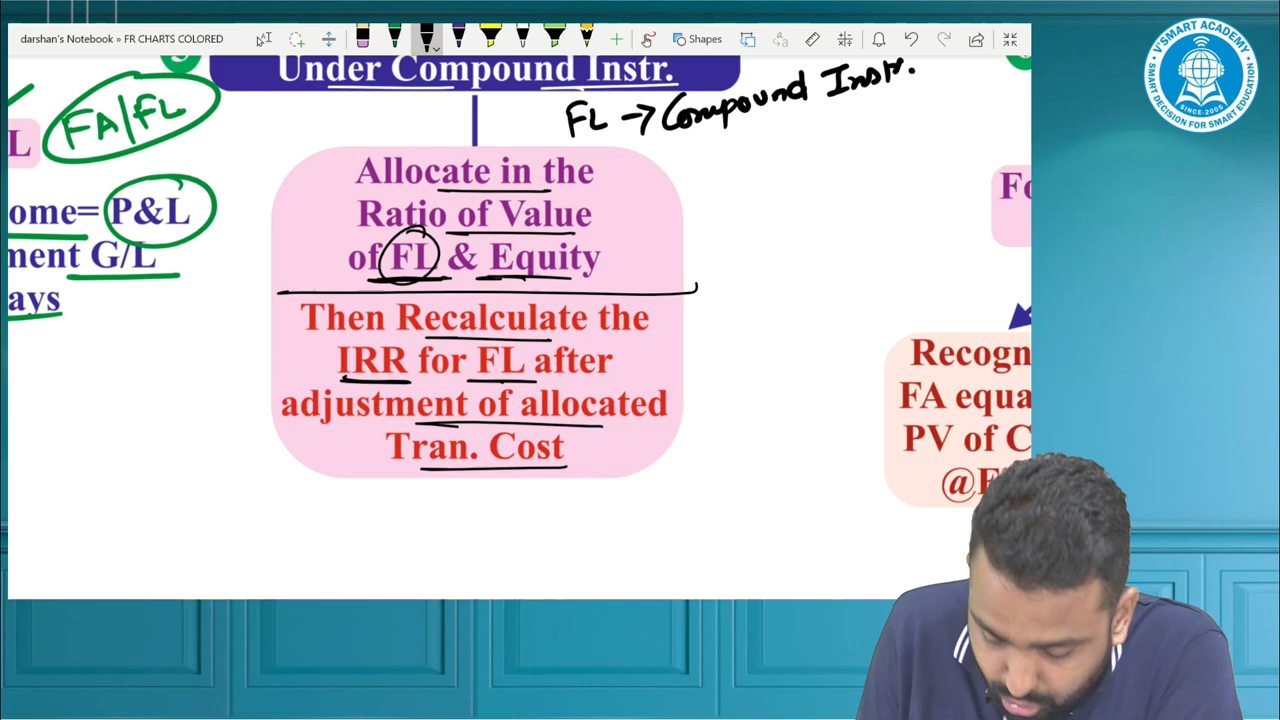 darshan's Notebook » FR CHARTS COLORED
Shapes
V'SMART ACADEMY
SMART DECISION FOR SMART EDUCATION
SINCE-2005
Under Compound Instr.
FL → Compound Instr.
FA/FL
L
ome= P&L
ment G/L
ays
Allocate in the
Ratio of Value
of FL & Equity
Then Recalculate the
IRR for FL after
adjustment of allocated
Tran. Cost
Fo
Recogn
FA equa
PV of C
@E